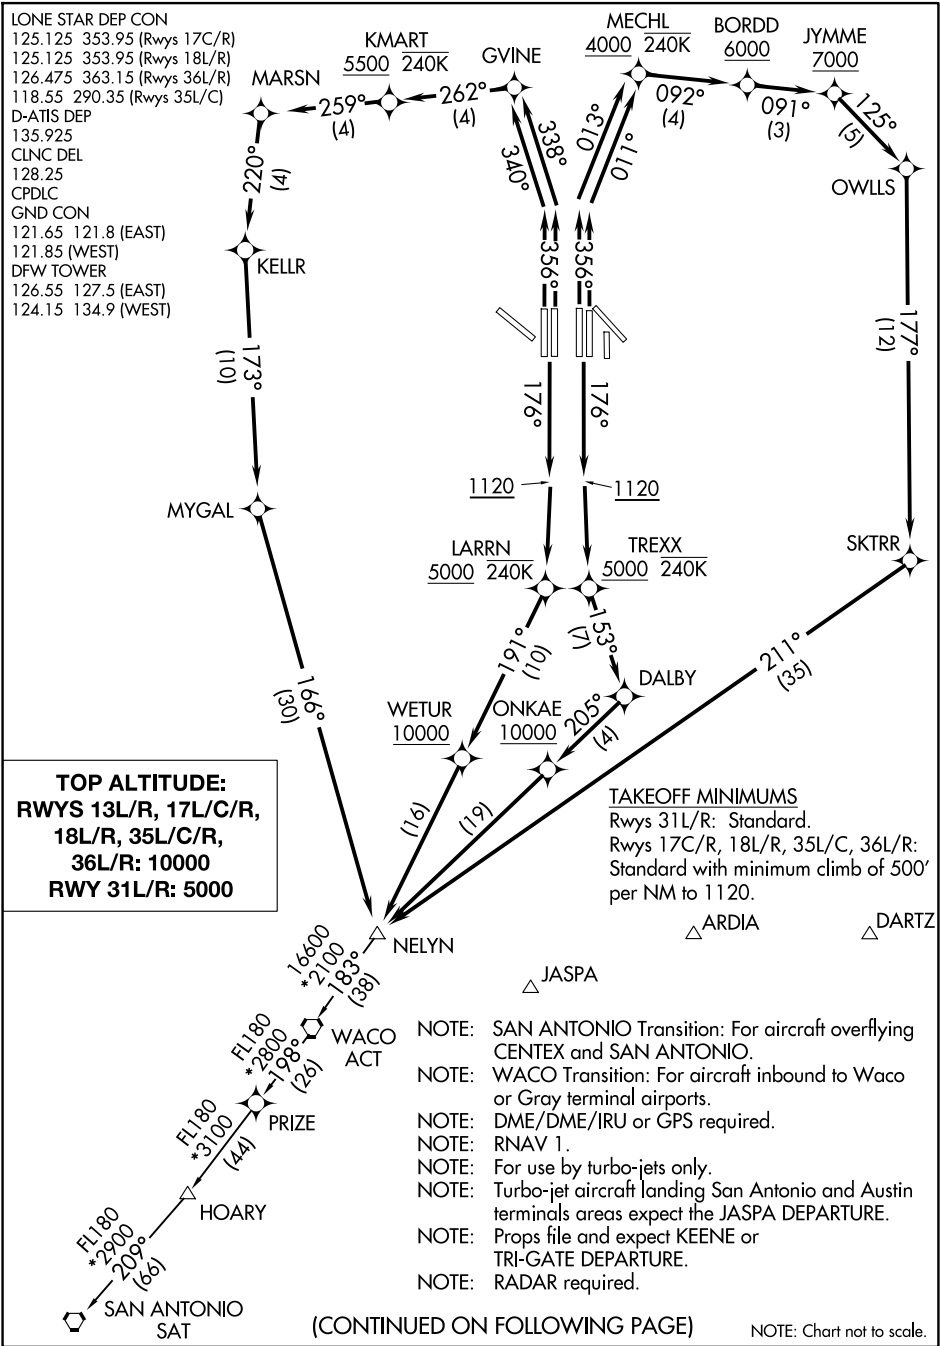 LONE STAR DEP CON
125.125 353.95 (Rwys 17C/R)
125.125 353.95 (Rwys 18L/R)
126.475 363.15 (Rwys 36L/R)
118.55 290.35 (Rwys 35L/C)
D-ATIS DEP
135.925
CLNC DEL
128.25
CPDLC
GND CON
121.65 121.8 (EAST)
121.85 (WEST)
DFW TOWER
126.55 127.5 (EAST)
124.15 134.9 (WEST)
MARSN
KMART
5500 240K
GVINE
MECHL
4000 240K
BORDD
6000
JYMME
7000
259°
(4)
262°
(4)
092°
(4)
091°
(3)
125°
(5)
OWLLS
220°
(4)
338°
340°
013°
011°
KELLR
356°
356°
173°
(10)
177°
(12)
176°
176°
MYGAL
1120
1120
LARRN
5000 240K
TREXX
5000 240K
SKTRR
191°
(10)
153°
(7)
211°
(35)
166°
(30)
DALBY
WETUR
10000
ONKAE
10000
205°
(4)
(16)
(19)
TOP ALTITUDE:
RWYS 13L/R, 17L/C/R,
18L/R, 35L/C/R,
36L/R: 10000
RWY 31L/R: 5000
TAKEOFF MINIMUMS
Rwys 31L/R: Standard.
Rwys 17C/R, 18L/R, 35L/C, 36L/R:
Standard with minimum climb of 500'
per NM to 1120.
NELYN
ARDIA
DARTZ
JASPA
16600
*2100
183°
(38)
WACO
ACT
FL180
*2800
198°
(26)
PRIZE
FL180
*3100
(44)
HOARY
FL180
*2900
209°
(66)
SAN ANTONIO
SAT
NOTE: SAN ANTONIO Transition: For aircraft overflying
CENTEX and SAN ANTONIO.
NOTE: WACO Transition: For aircraft inbound to Waco
or Gray terminal airports.
NOTE: DME/DME/IRU or GPS required.
NOTE: RNAV 1.
NOTE: For use by turbo-jets only.
NOTE: Turbo-jet aircraft landing San Antonio and Austin
terminals areas expect the JASPA DEPARTURE.
NOTE: Props file and expect KEENE or
TRI-GATE DEPARTURE.
NOTE: RADAR required.
(CONTINUED ON FOLLOWING PAGE)
NOTE: Chart not to scale.